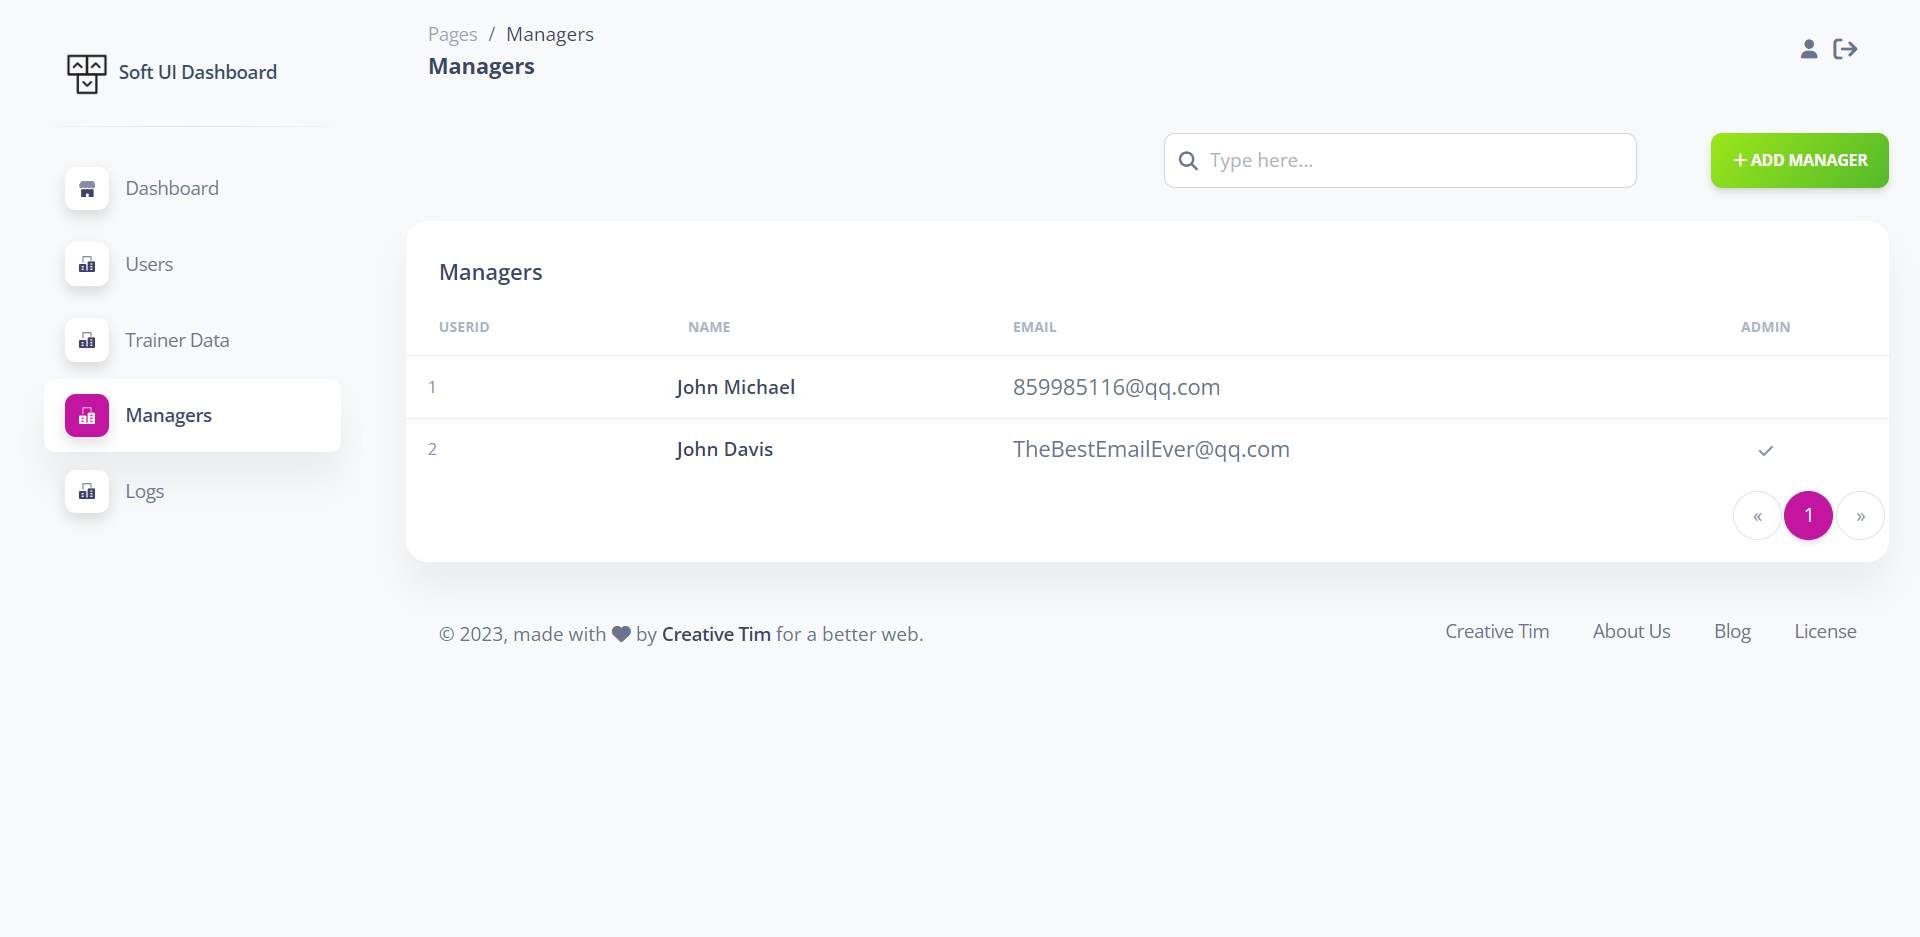 Soft UI Dashboard
Dashboard
Users
Trainer Data
Managers
Logs
Pages / Managers
Managers
Type here...
+ ADD MANAGER
Managers
USERID NAME EMAIL ADMIN
1 John Michael 859985116@qq.com
2 John Davis TheBestEmailEver@qq.com ✓
« 1 »
© 2023, made with ♥ by Creative Tim for a better web.
Creative Tim About Us Blog License